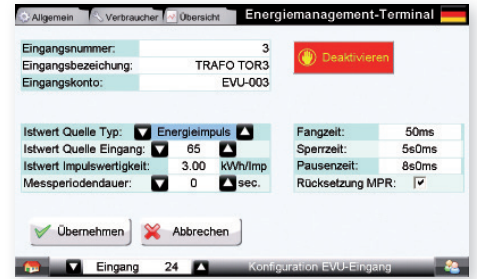 Allgemein Verbraucher Übersicht Energiemanagement-Terminal
Eingangsnummer: 3
Eingangsbezeichung: TRAFO TOR3
Eingangskonto: EVU-003
Deaktivieren
Istwert Quelle Typ: Energieimpuls
Istwert Quelle Eingang: 65
Istwert Impulswertigkeit: 3.00 kWh/Imp
Messperiodendauer: 0 sec.
Fangzeit: 50ms
Sperrzeit: 5s0ms
Pausenzeit: 8s0ms
Rücksetzung MPR:
Übernehmen Abbrechen
Eingang 24 Konfiguration EVU-Eingang